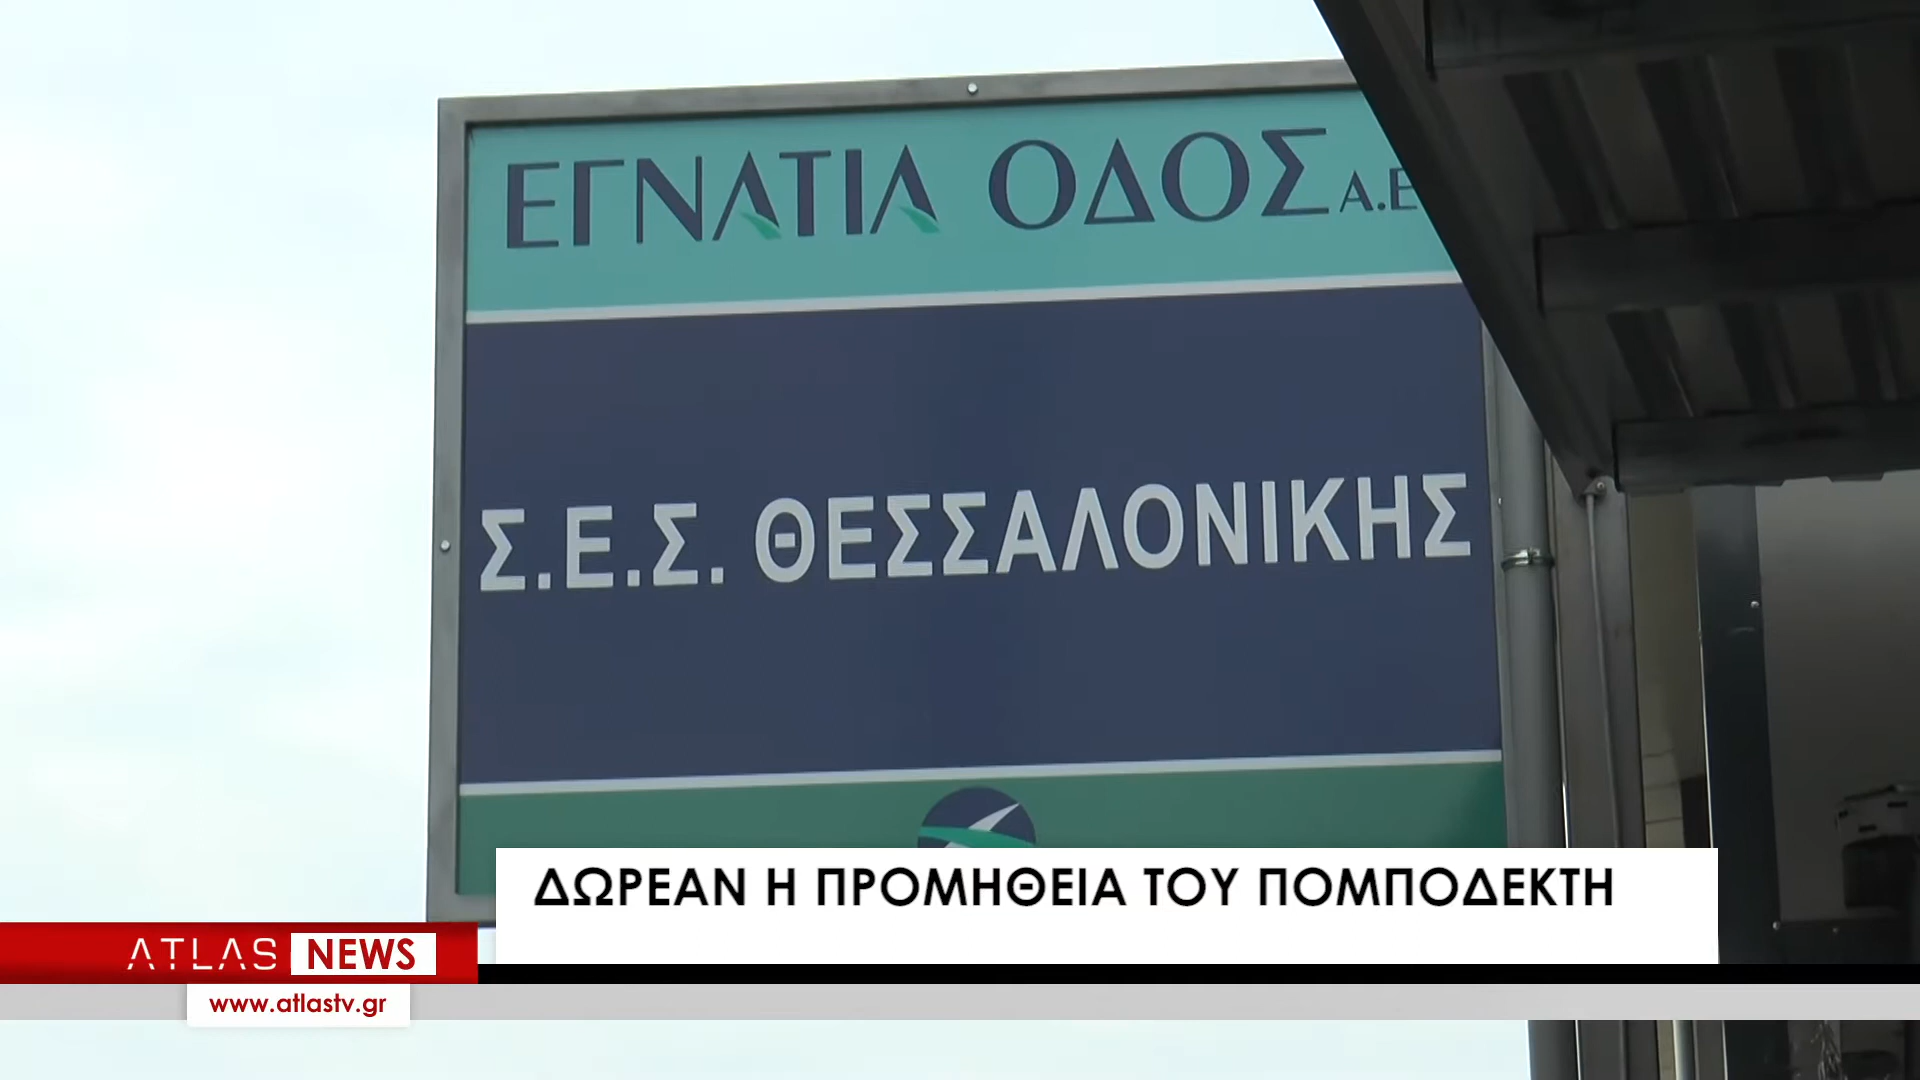 ΕΓΝΑΤΙΑ ΟΔΟΣ Α.Ε
Σ.Ε.Σ. ΘΕΣΣΑΛΟΝΙΚΗΣ
ΔΩΡΕΑΝ Η ΠΡΟΜΗΘΕΙΑ ΤΟΥ ΠΟΜΠΟΔΕΚΤΗ
ATLAS NEWS
www.atlastv.gr